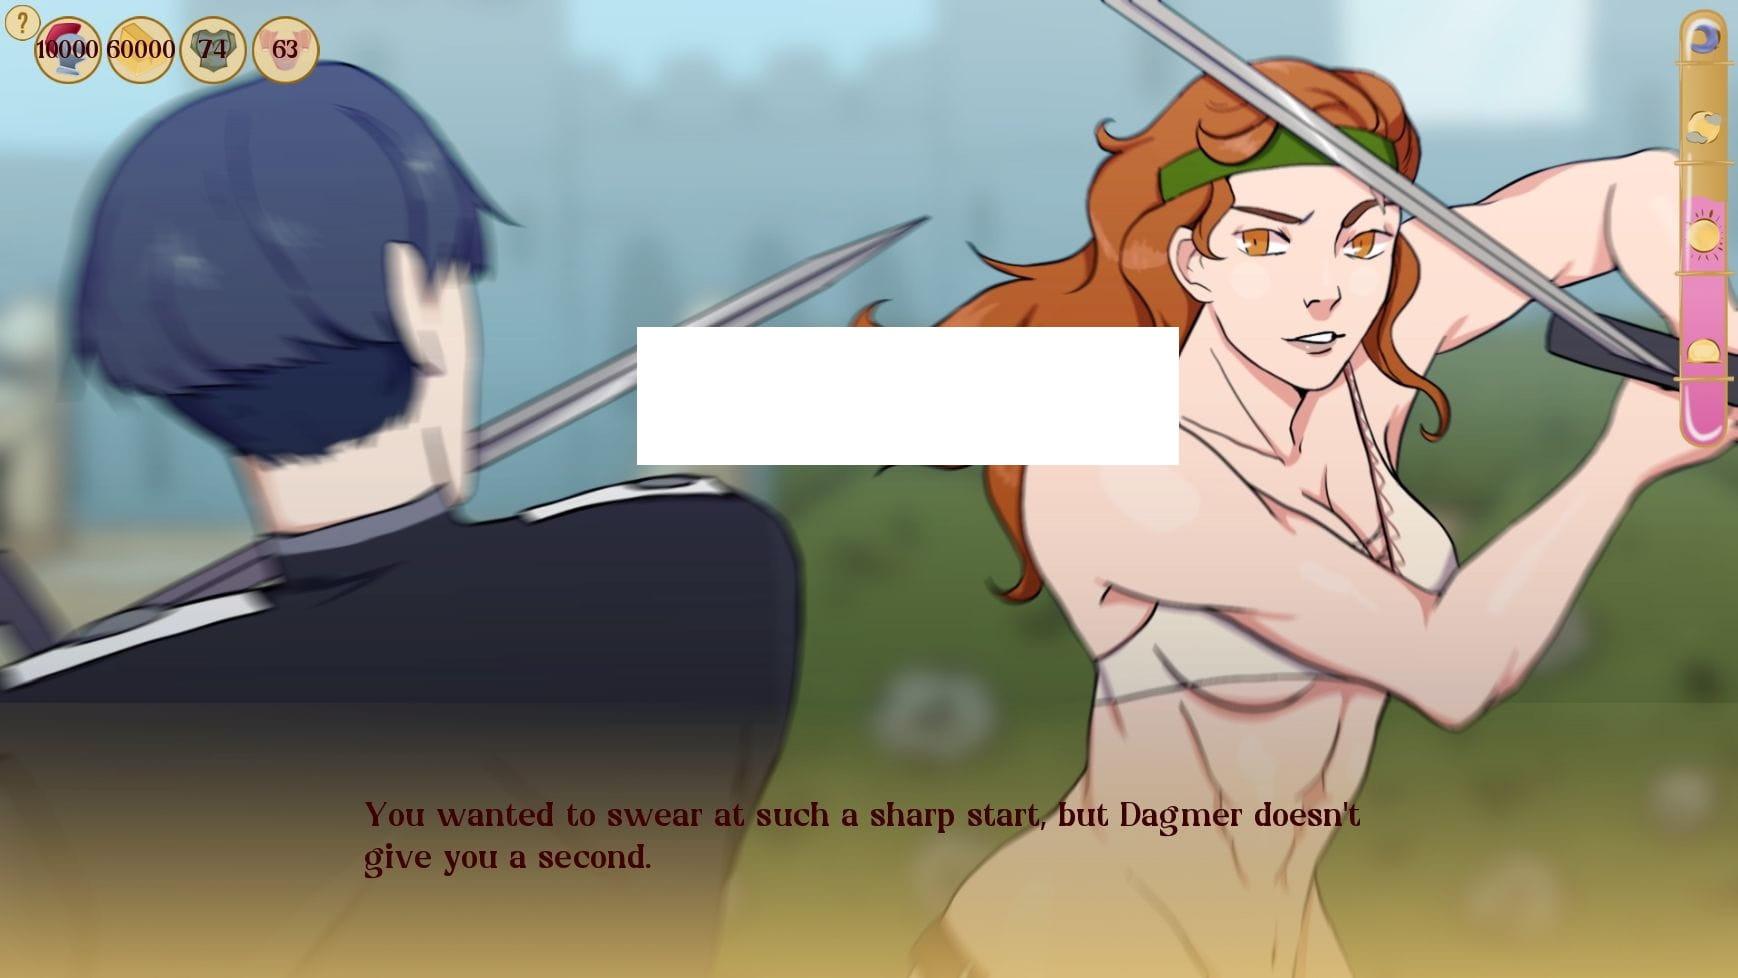 ?
10000 60000 74 63
You wanted to swear at such a sharp start, but Dagmer doesn't
give you a second.